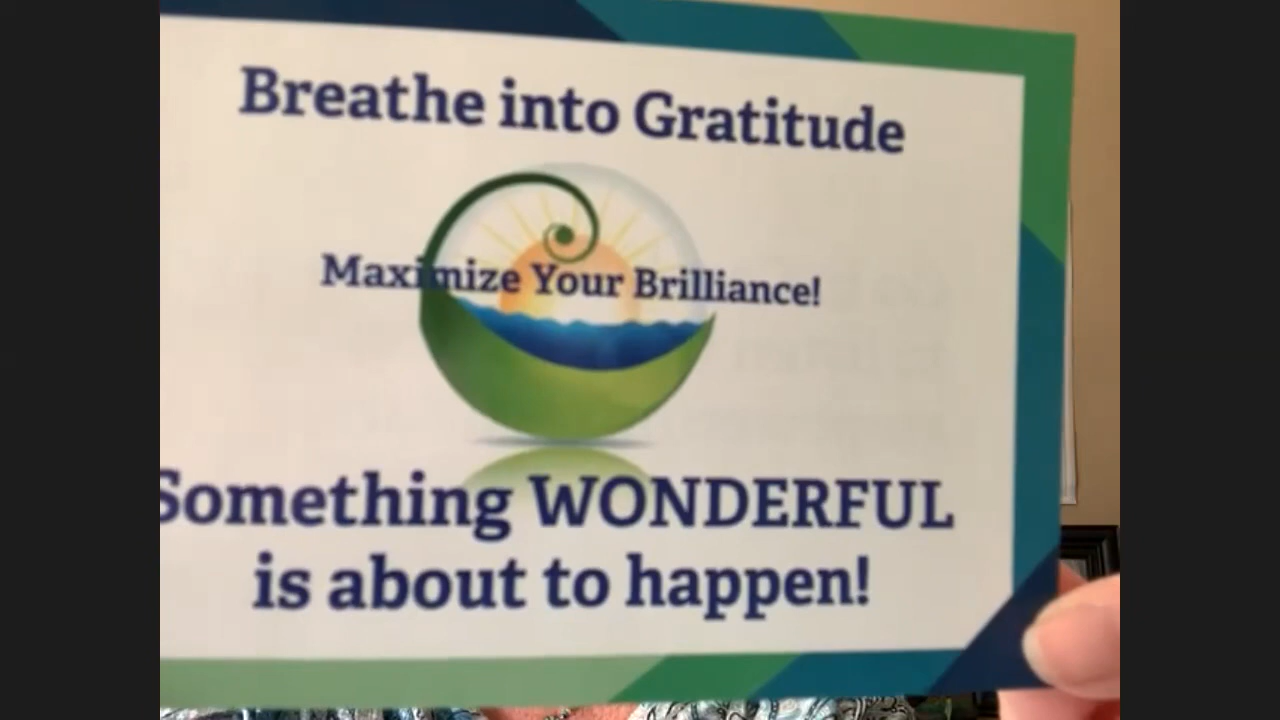 Breathe into Gratitude
Maximize Your Brilliance!
Something WONDERFUL
is about to happen!